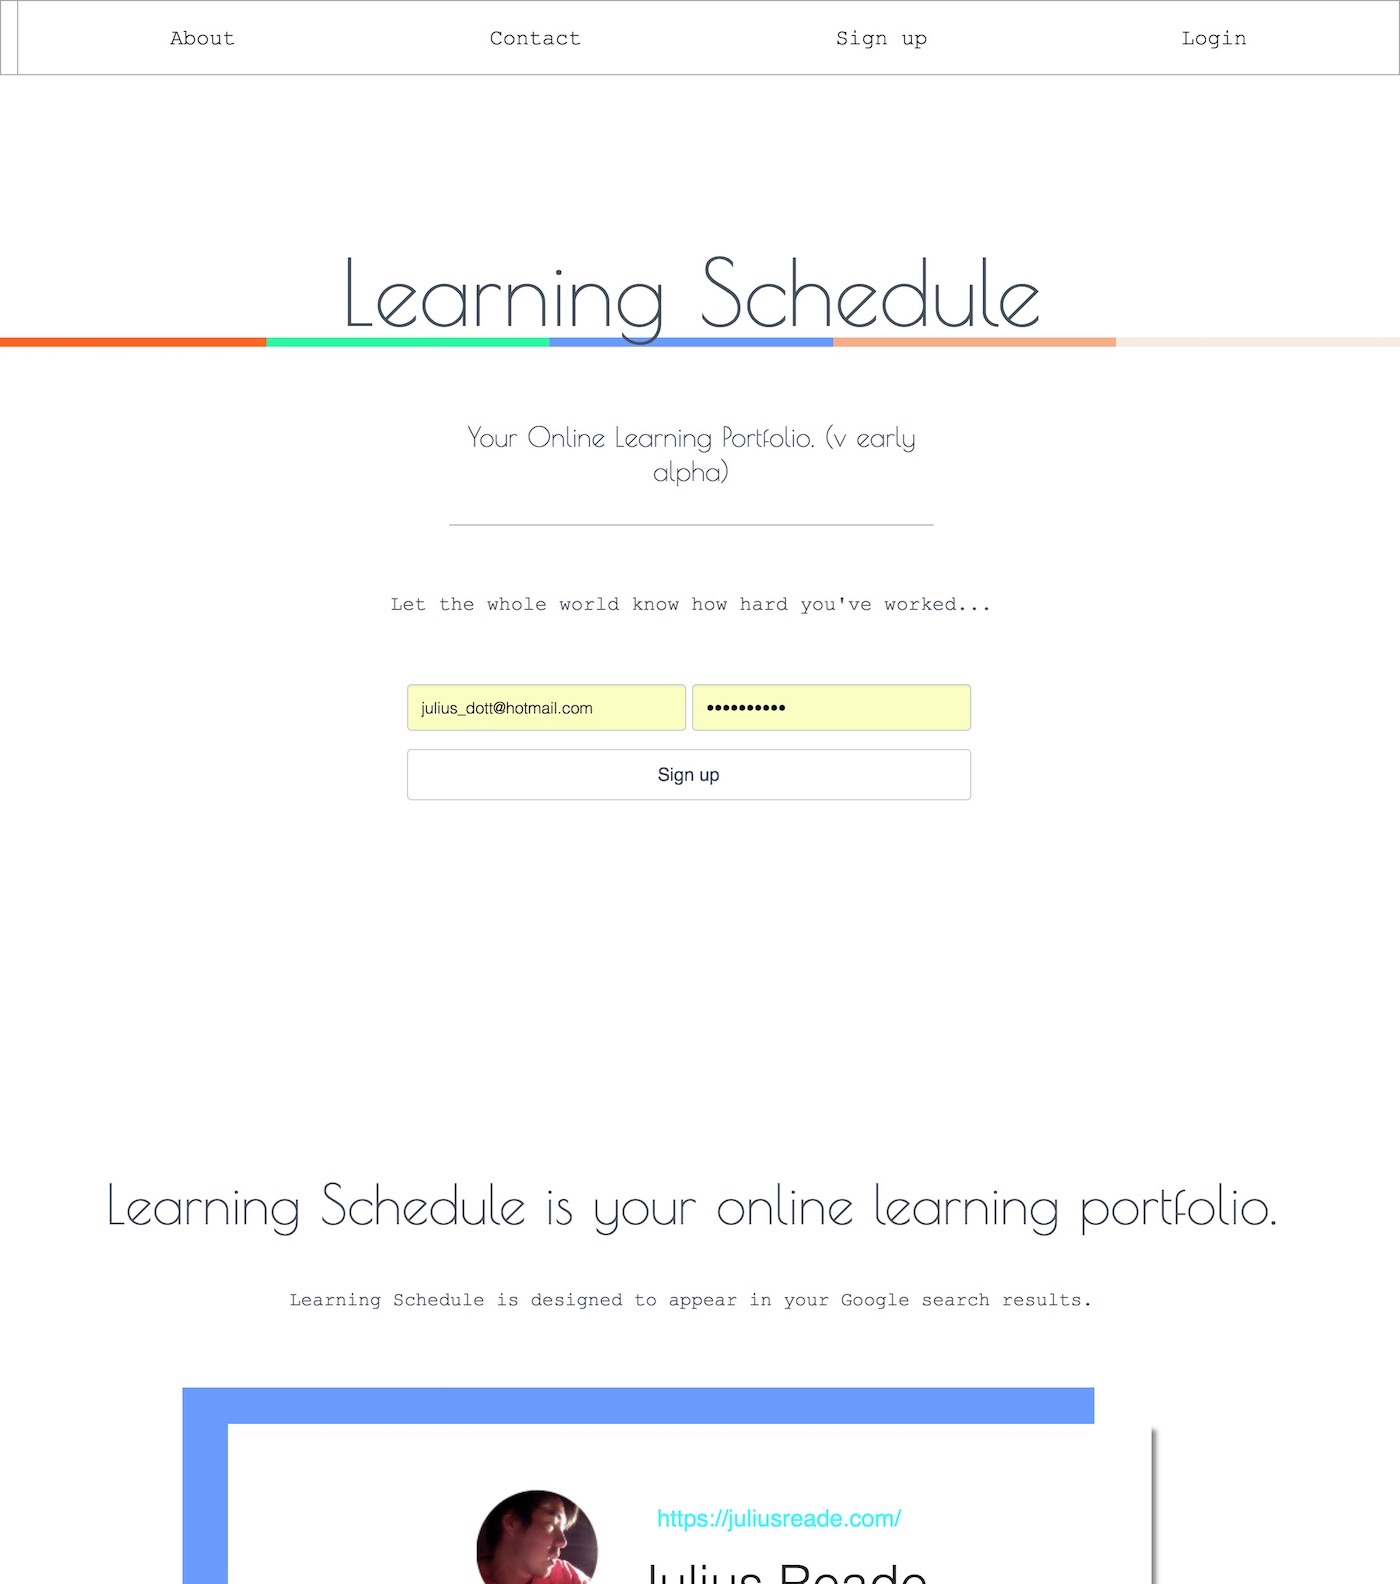 About
Contact
Sign up
Login
Learning Schedule
Your Online Learning Portfolio. (v early
alpha)
Let the whole world know how hard you've worked...
julius_dott@hotmail.com
••••••••••
Sign up
Learning Schedule is your online learning portfolio.
Learning Schedule is designed to appear in your Google search results.
https://juliusreade.com/
Julius Reade